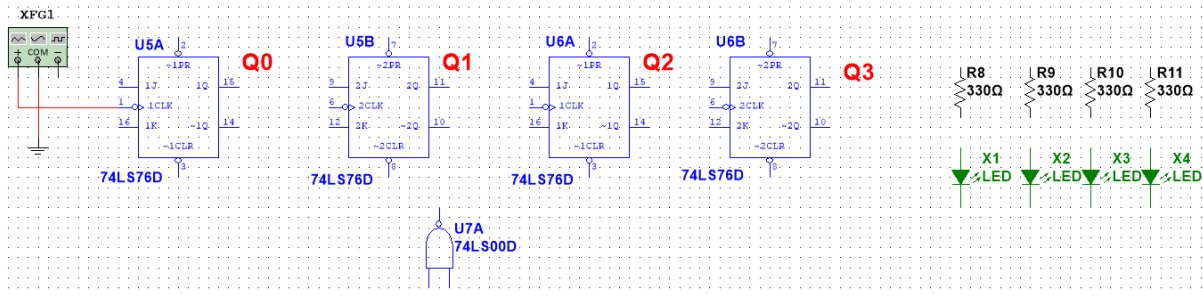 XFG1
COM
U5A
2
~1PR
Q0
4
1J
1Q
15
1
1CLK
16
1K
~1Q
14
~1CLR
3
74LS76D
U5B
7
~2PR
Q1
9
2J
2Q
11
6
2CLK
12
2K
~2Q
10
~2CLR
8
74LS76D
U6A
2
~1PR
Q2
4
1J
1Q
15
1
1CLK
16
1K
~1Q
14
~1CLR
3
74LS76D
U6B
7
~2PR
Q3
9
2J
2Q
11
6
2CLK
12
2K
~2Q
10
~2CLR
8
74LS76D
U7A
74LS00D
R8
330Ω
R9
330Ω
R10
330Ω
R11
330Ω
X1
LED
X2
LED
X3
LED
X4
LED